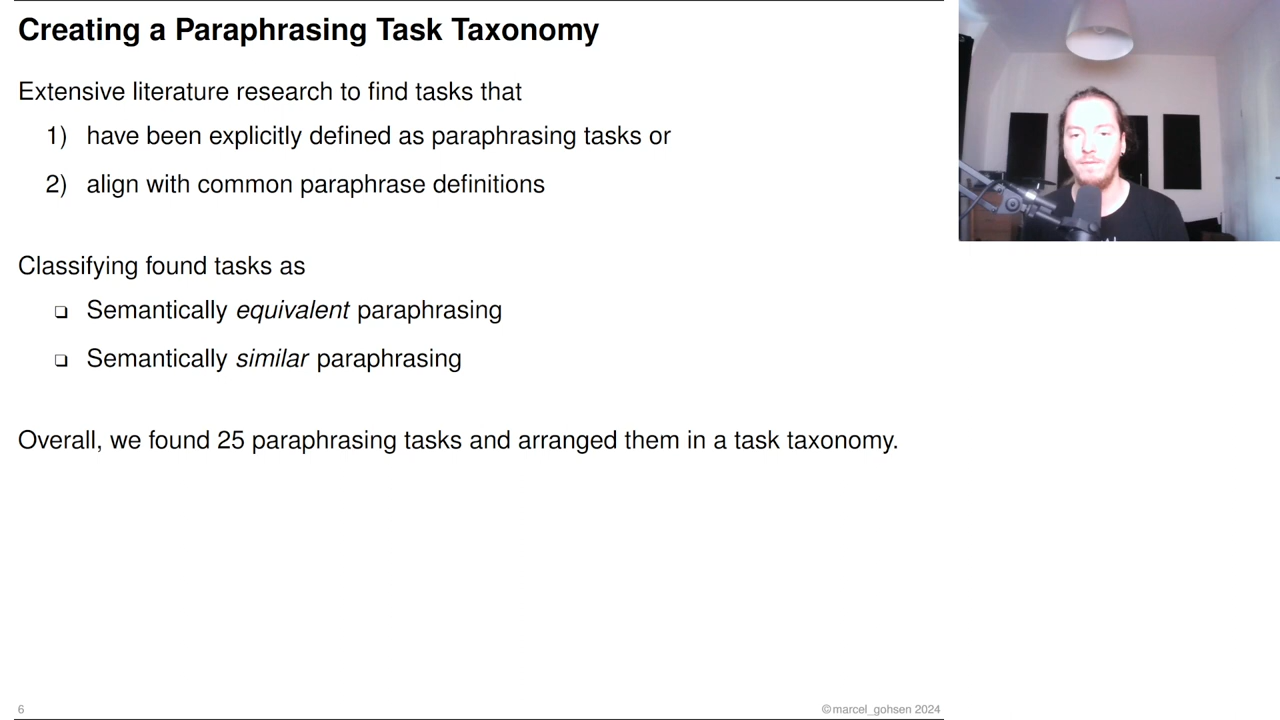 Creating a Paraphrasing Task Taxonomy
Extensive literature research to find tasks that
1) have been explicitly defined as paraphrasing tasks or
2) align with common paraphrase definitions
Classifying found tasks as
❑ Semantically equivalent paraphrasing
❑ Semantically similar paraphrasing
Overall, we found 25 paraphrasing tasks and arranged them in a task taxonomy.
6
©marcel_gohsen 2024